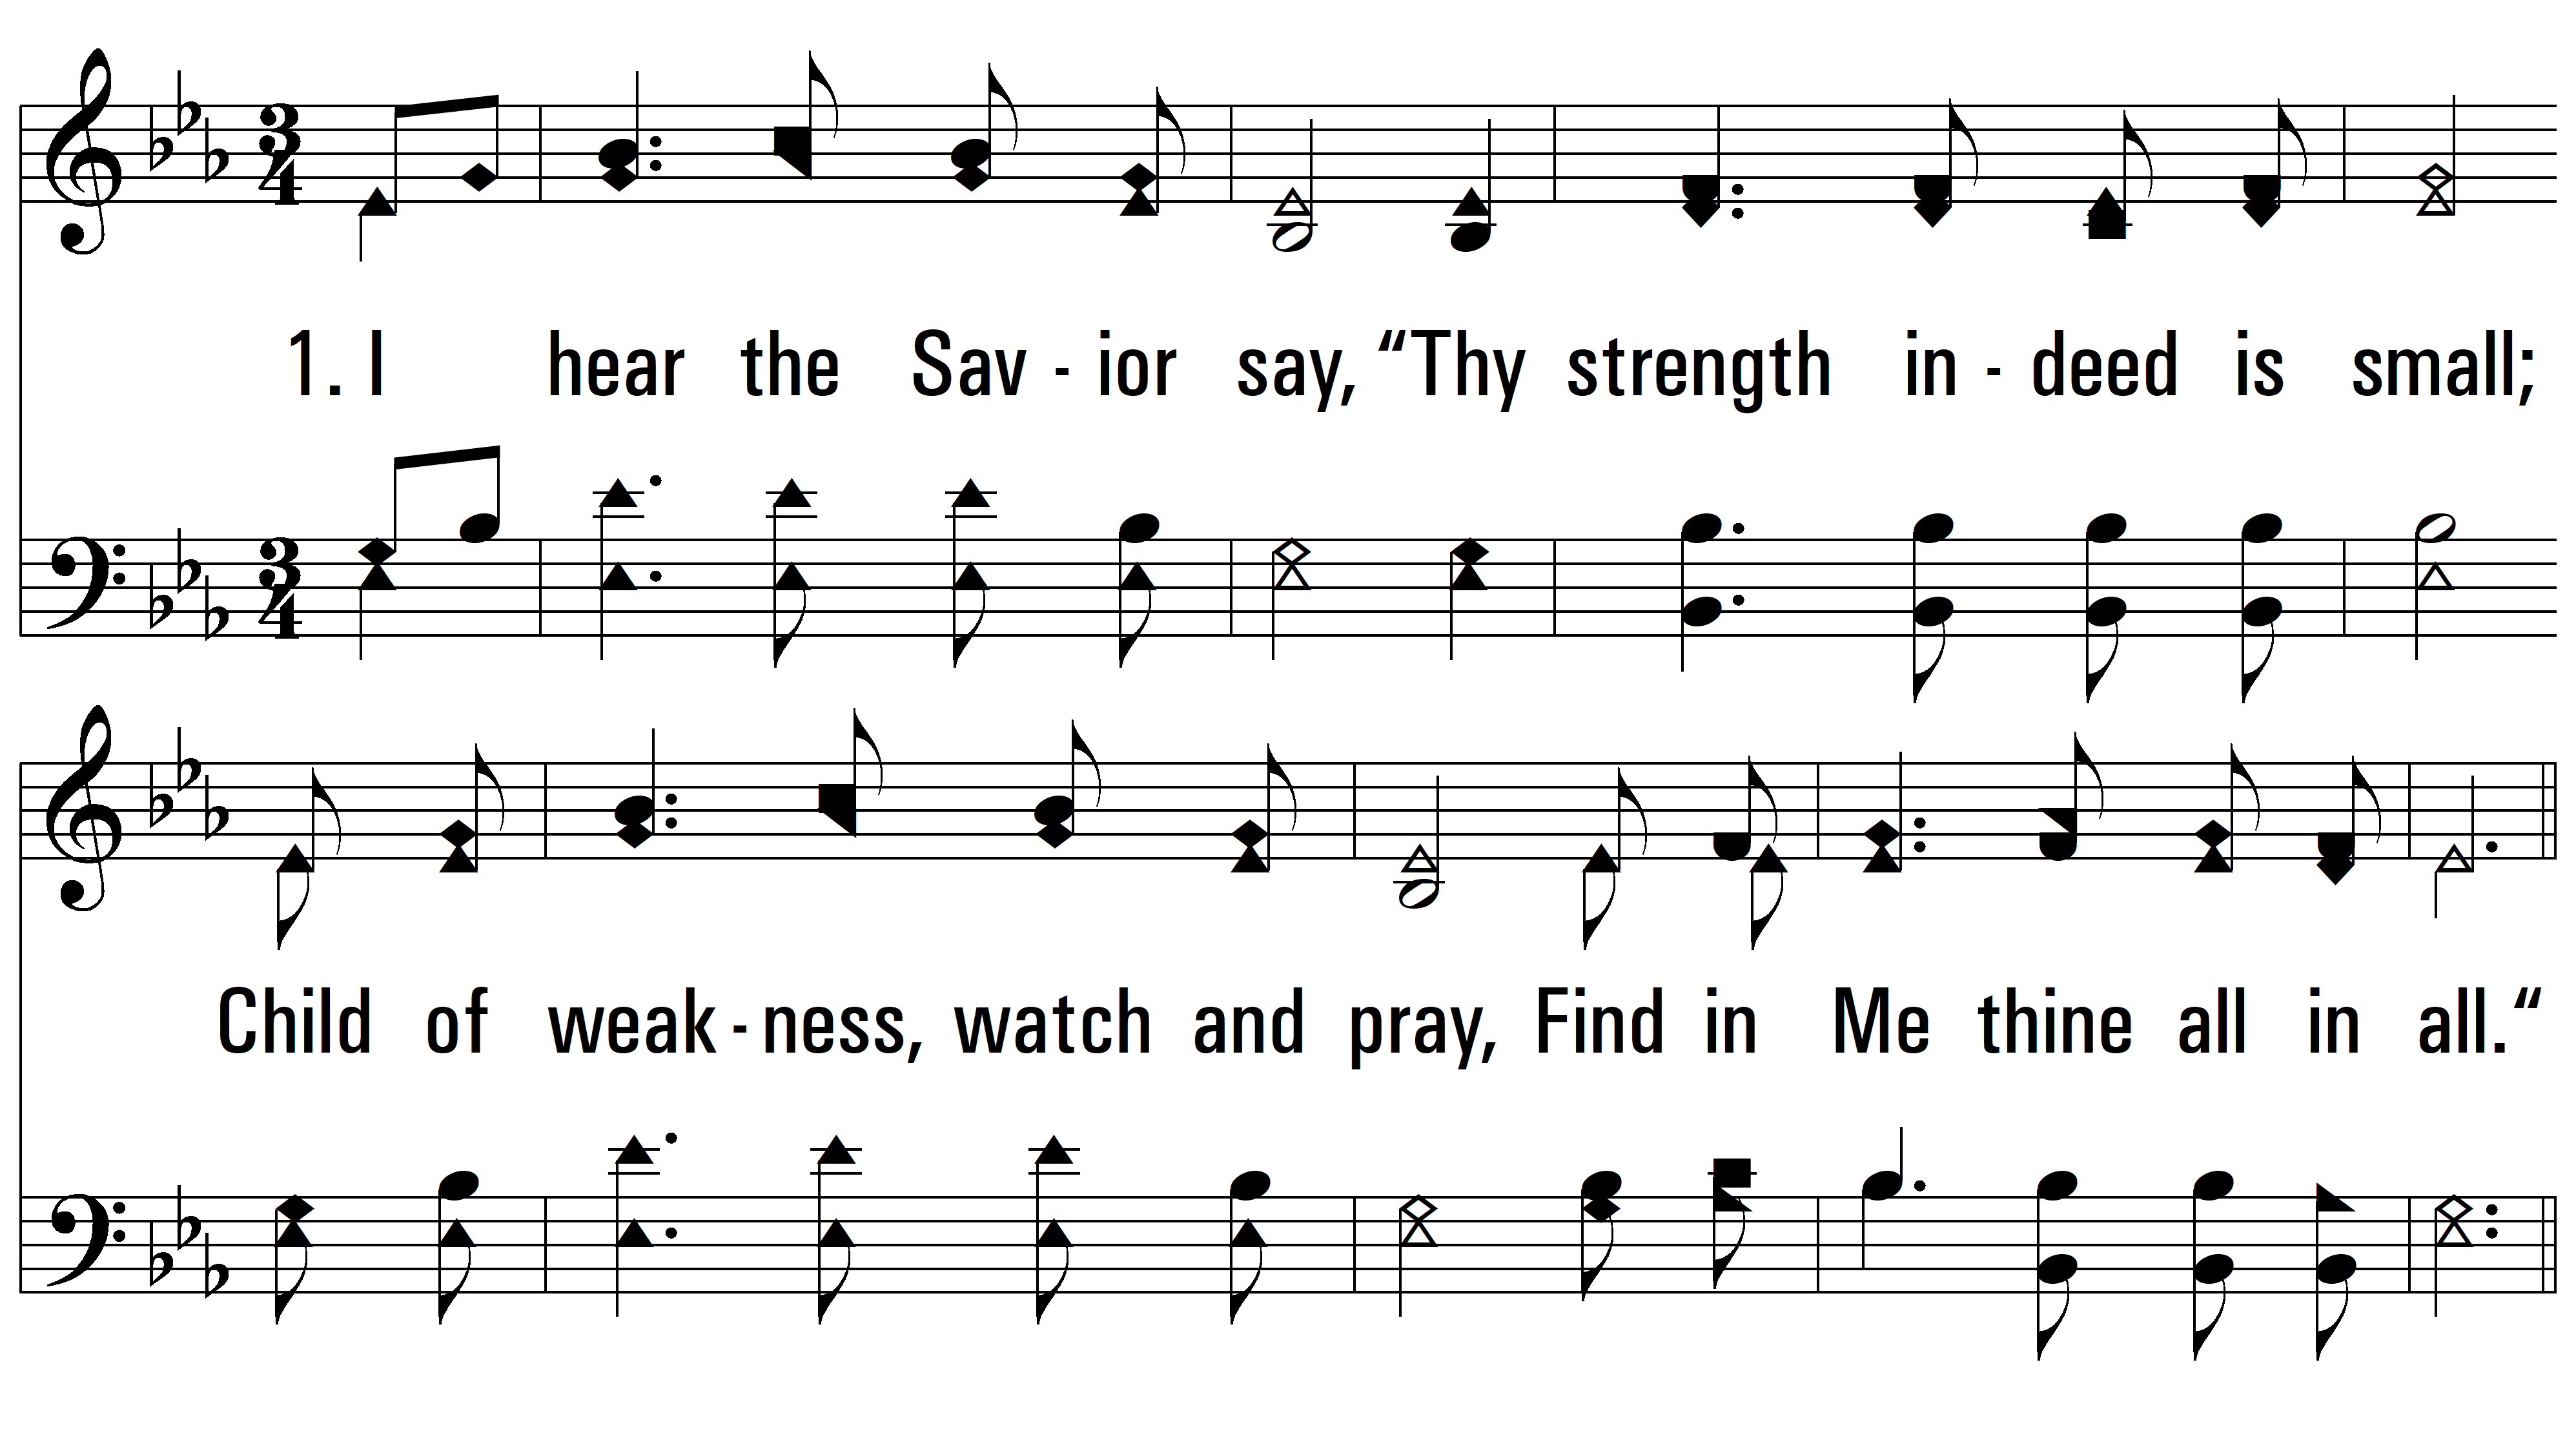 1. I hear the Sav - ior say, “Thy strength in - deed is small;
Child of weak - ness, watch and pray, Find in Me thine all in all.“